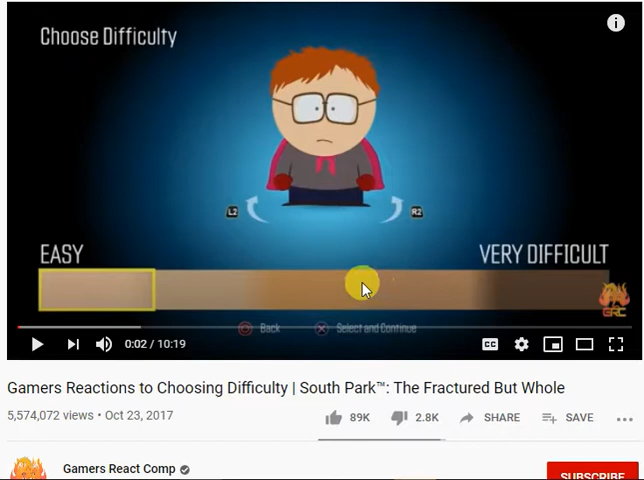 Choose Difficulty
i
L2 R2
EASY VERY DIFFICULT
GRC
Back Select and Continue
0:02 / 10:19 CC
Gamers Reactions to Choosing Difficulty | South Park™: The Fractured But Whole
5,574,072 views • Oct 23, 2017 89K 2.8K SHARE SAVE
Gamers React Comp
SUBSCRIBE